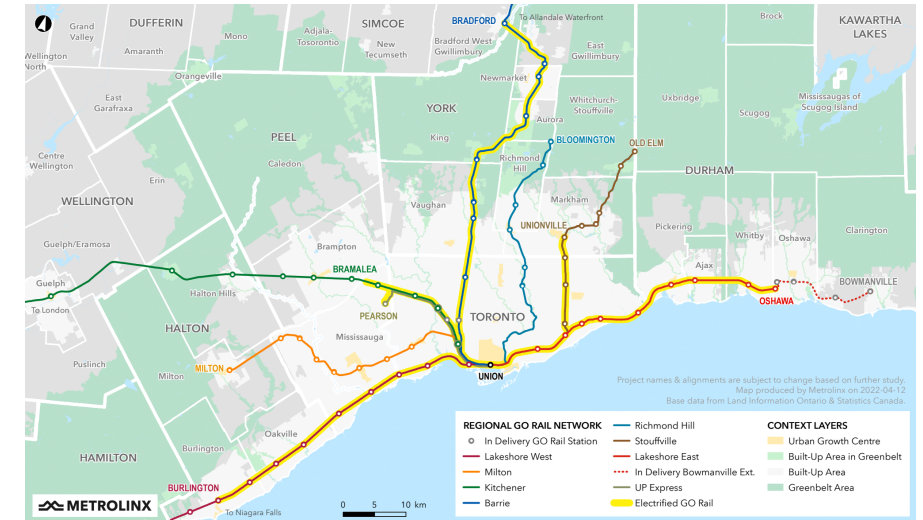 Grand
Valley
DUFFERIN
Mono
Adjala-
Tosorontio
SIMCOE
New
Tecumseth
BRADFORD
To Allandale Waterfront
Bradford West
Gwillimbury
East
Gwillimbury
Brock
KAWARTHA
LAKES
Wellington
North
Amaranth
Orangeville
East
Garafraxa
Newmarket
Whitchurch-
Stouffville
Uxbridge
Mississaugas of
Scugog Island
Scugog
YORK
Aurora
PEEL
King
BLOOMINGTON
OLD ELM
Centre
Wellington
Caledon
Richmond
Hill
DURHAM
Erin
WELLINGTON
Vaughan
Markham
UNIONVILLE
Pickering
Whitby
Oshawa
Clarington
Guelph/Eramosa
Brampton
BRAMALEA
Ajax
Guelph
To London
Halton Hills
PEARSON
TORONTO
OSHAWA
BOWMANVILLE
HALTON
Mississauga
Puslinch
Milton
MILTON
UNION
Project names & alignments are subject to change based on further study.
Map produced by Metrolinx on 2022-04-12
Base data from Land Information Ontario & Statistics Canada.
Oakville
Burlington
HAMILTON
BURLINGTON
To Niagara Falls
METROLINX
0 5 10 km
REGIONAL GO RAIL NETWORK
In Delivery GO Rail Station
Lakeshore West
Milton
Kitchener
Barrie
Richmond Hill
Stouffville
Lakeshore East
In Delivery Bowmanville Ext.
UP Express
Electrified GO Rail
CONTEXT LAYERS
Urban Growth Centre
Built-Up Area in Greenbelt
Built-Up Area
Greenbelt Area